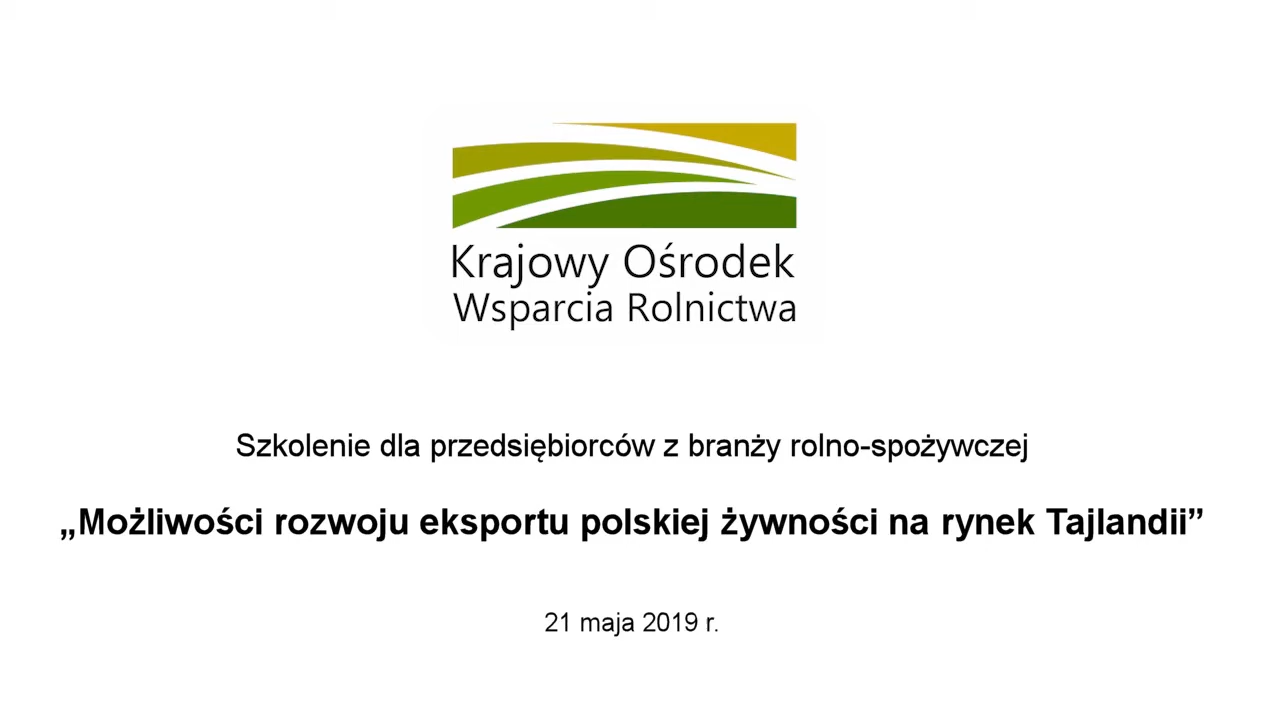 Krajowy Ośrodek
Wsparcia Rolnictwa
Szkolenie dla przedsiębiorców z branży rolno-spożywczej
„Możliwości rozwoju eksportu polskiej żywności na rynek Tajlandii”
21 maja 2019 r.